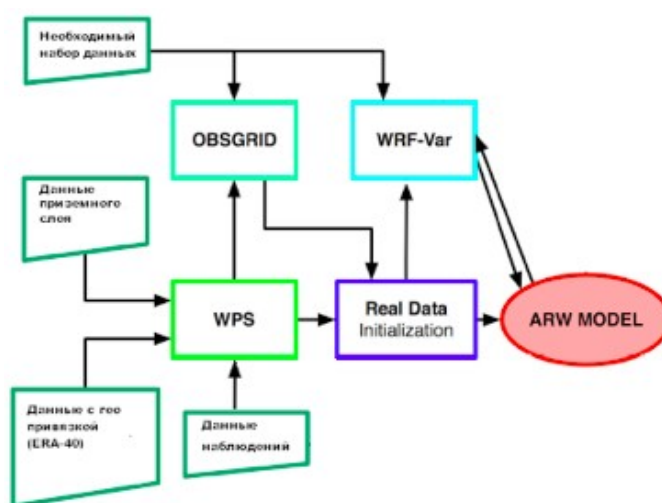 Необходимый
набор данных
OBSGRID
WRF-Var
Данные
приземного
слоя
WPS
Real Data
Initialization
ARW MODEL
Данные с гео
привязкой
(ERA-40)
Данные
наблюдений